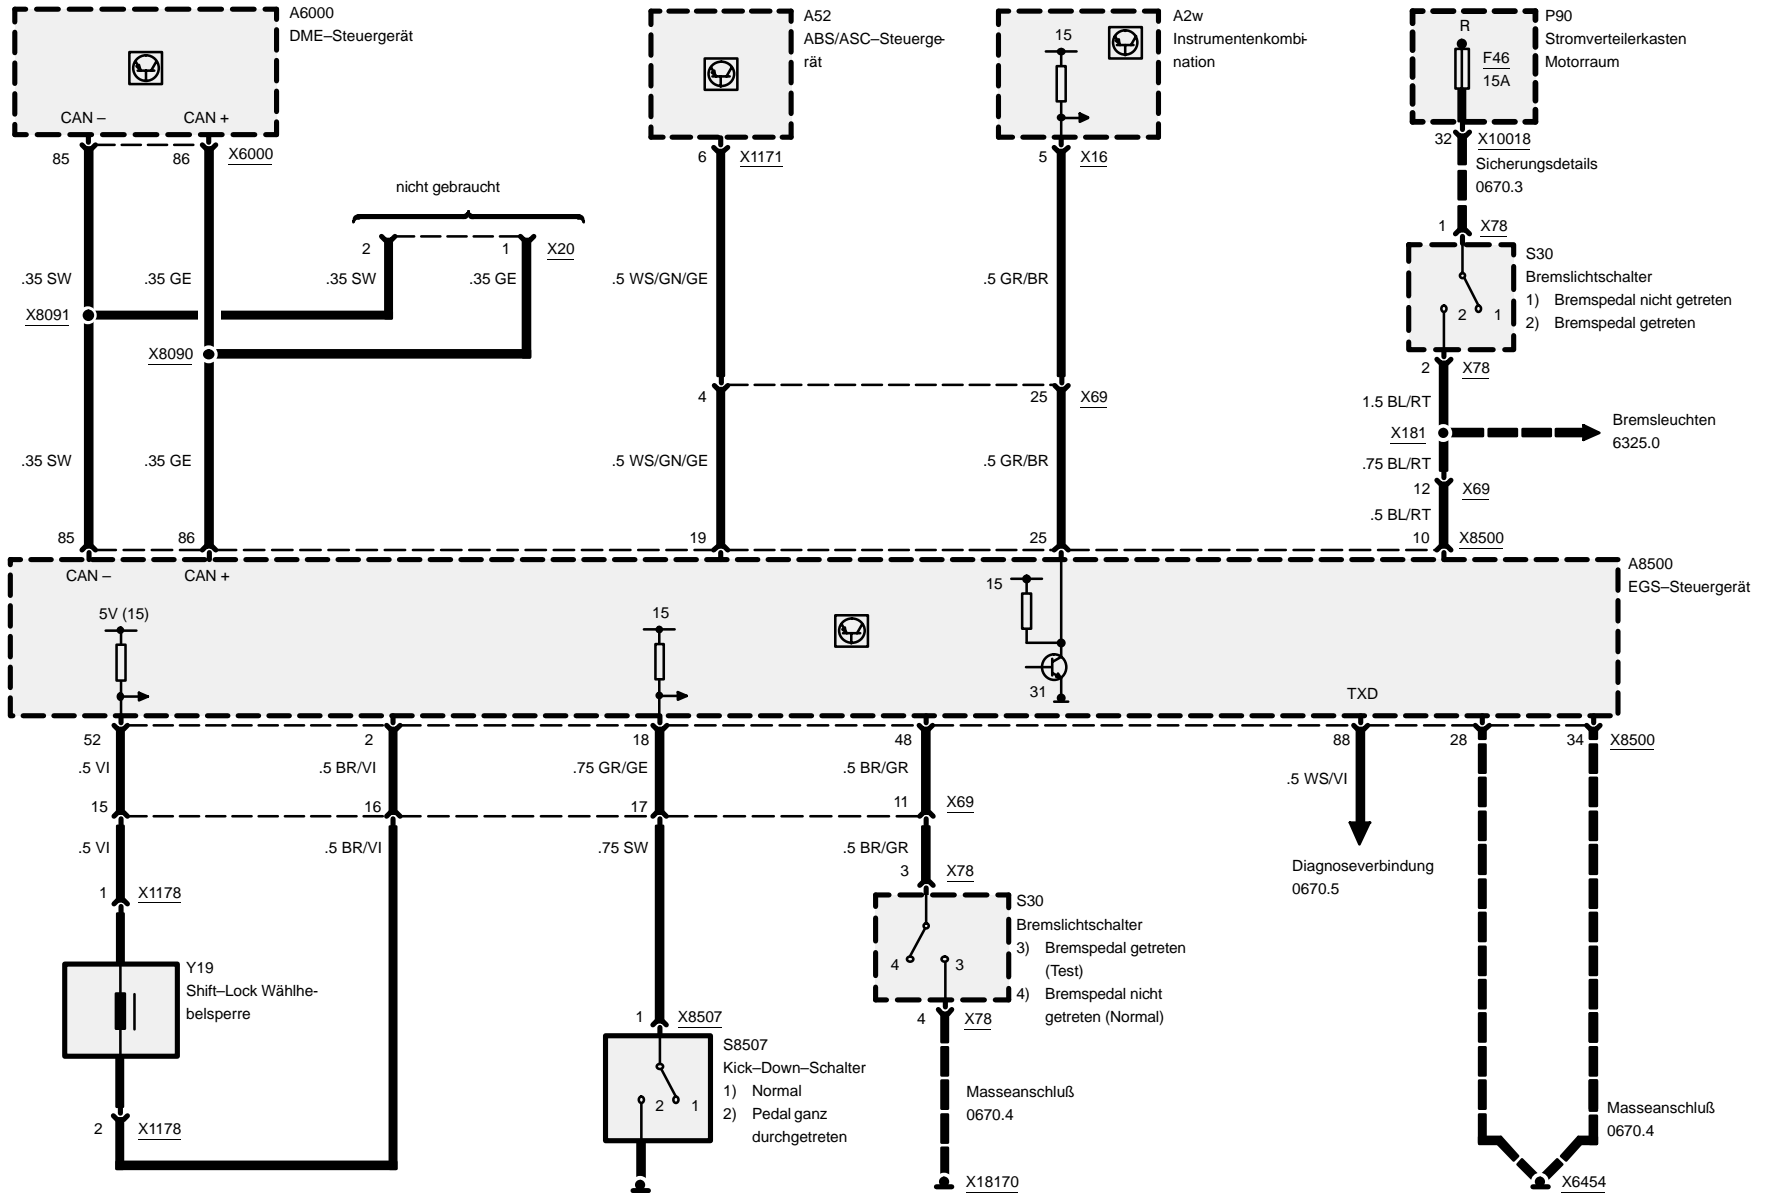 A6000
DME–Steuergerät
CAN –
CAN +
85
86
X6000
A52
ABS/ASC–Steuerge-
rät
6
X1171
A2w
Instrumentenkombi-
nation
15
5
X16
P90
Stromverteilerkasten
Motorraum
R
F46
15A
32
X10018
Sicherungsdetails
0670.3
1
X78
nicht gebraucht
2
1
X20
.35 SW
.35 GE
.35 SW
.35 GE
.5 WS/GN/GE
.5 GR/BR
S30
Bremslichtschalter
1) Bremspedal nicht getreten
2) Bremspedal getreten
2
1
X8091
X8090
2
X78
4
25
X69
1.5 BL/RT
X181
Bremsleuchten
6325.0
.35 SW
.35 GE
.5 WS/GN/GE
.5 GR/BR
.75 BL/RT
12
X69
.5 BL/RT
85
86
19
25
10
X8500
CAN –
CAN +
A8500
EGS–Steuergerät
5V (15)
15
15
31
TXD
52
2
18
48
88
28
34
X8500
.5 VI
.5 BR/VI
.75 GR/GE
.5 BR/GR
.5 WS/VI
15
16
17
11
X69
.5 VI
.5 BR/VI
.75 SW
.5 BR/GR
Diagnoseverbindung
0670.5
1
X1178
3
X78
S30
Bremslichtschalter
3) Bremspedal getreten
(Test)
4) Bremspedal nicht
getreten (Normal)
4
3
Y19
Shift–Lock Wählhe-
belsperre
1
X8507
4
X78
S8507
Kick–Down–Schalter
1) Normal
2) Pedal ganz
durchgetreten
2
1
Masseanschluß
0670.4
Masseanschluß
0670.4
2
X1178
X18170
X6454